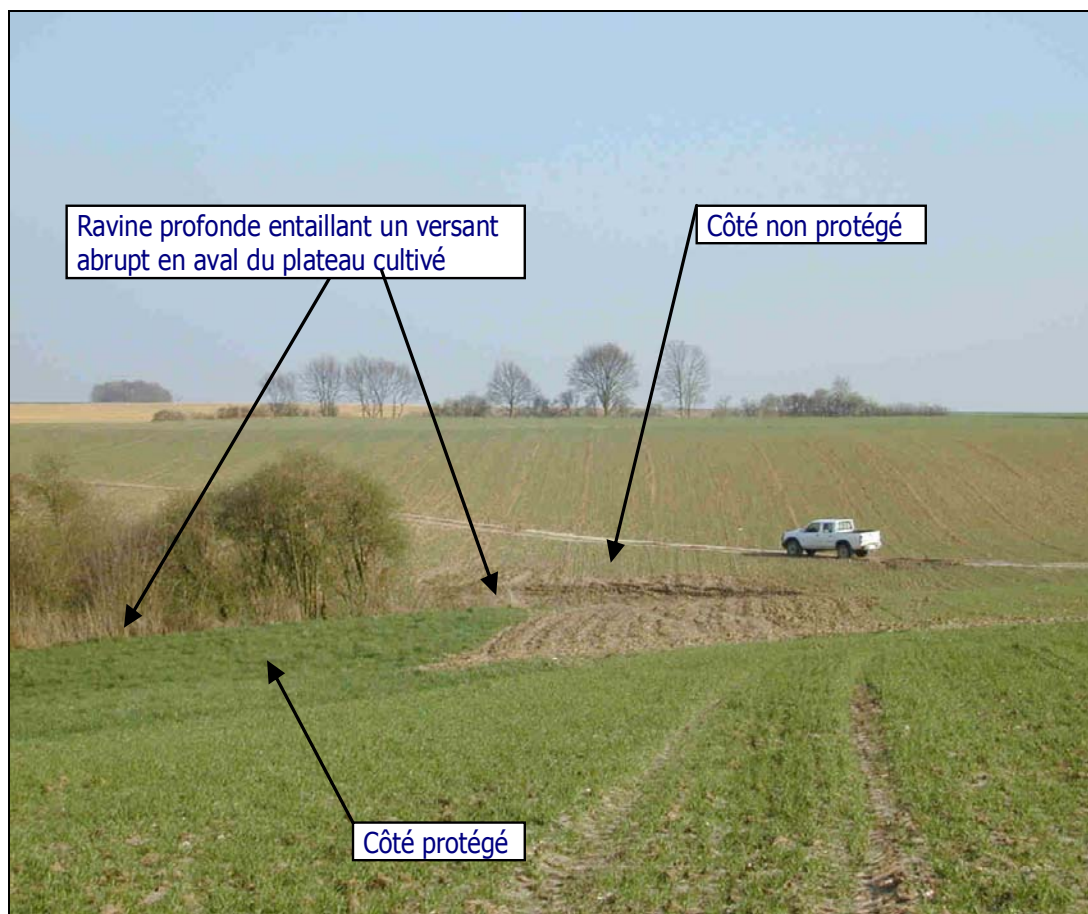 Ravine profonde entaillant un versant
abrupt en aval du plateau cultivé
Côté non protégé
Côté protégé